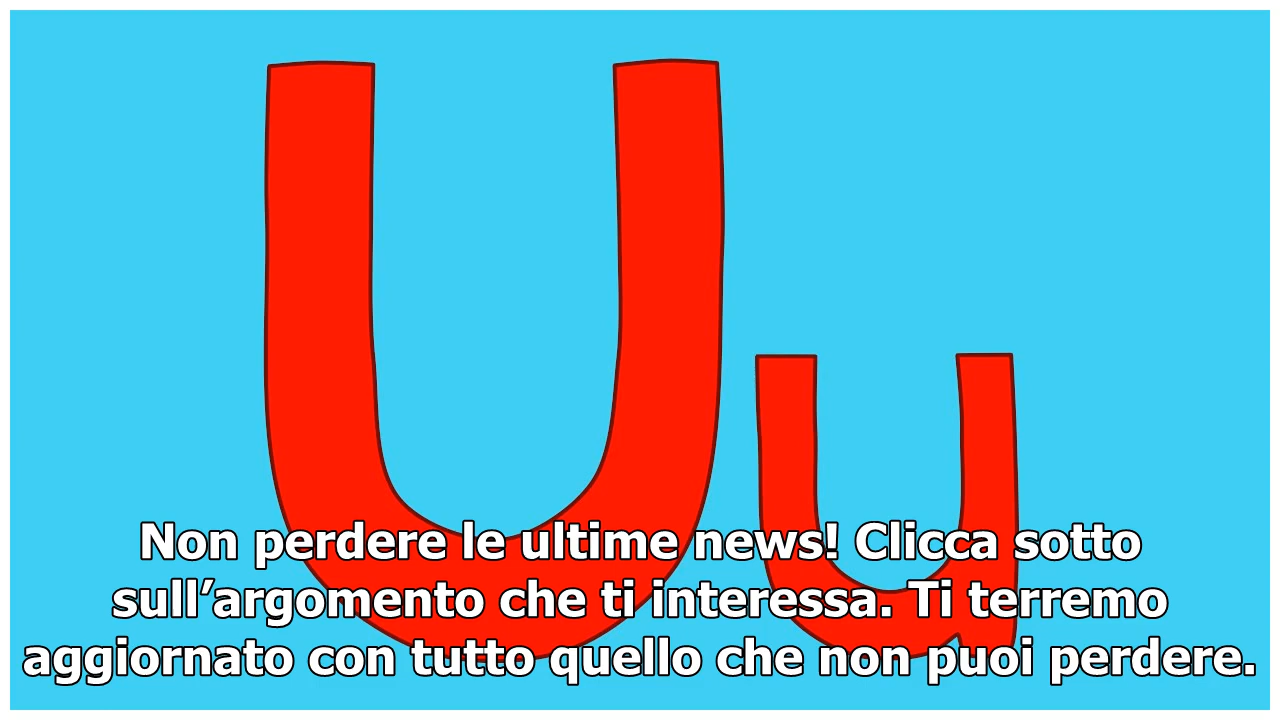 Uu
Non perdere le ultime news! Clicca sotto
sull’argomento che ti interessa. Ti terremo
aggiornato con tutto quello che non puoi perdere.